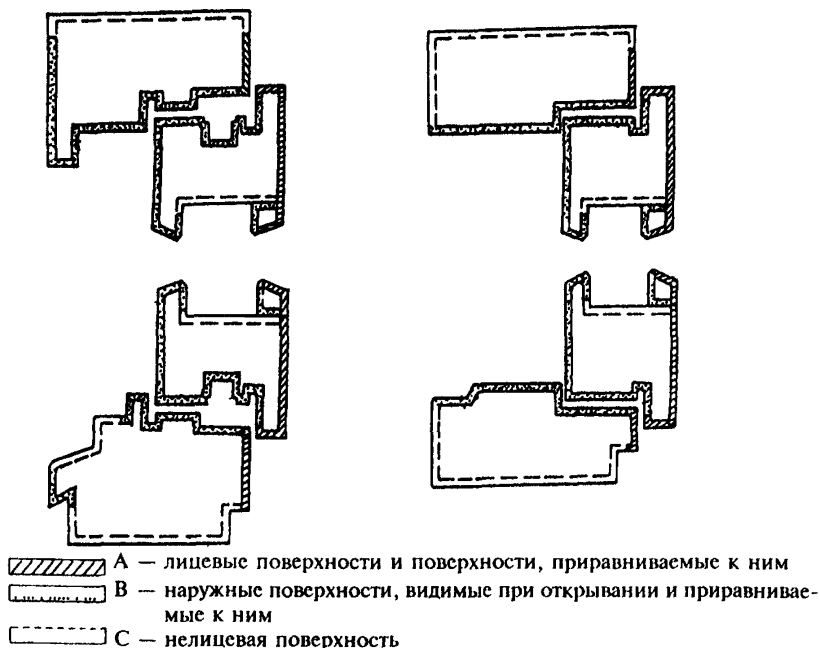 А — лицевые поверхности и поверхности, приравниваемые к ним
В — наружные поверхности, видимые при открывании и приравнивае-
мые к ним
С — нелицевая поверхность